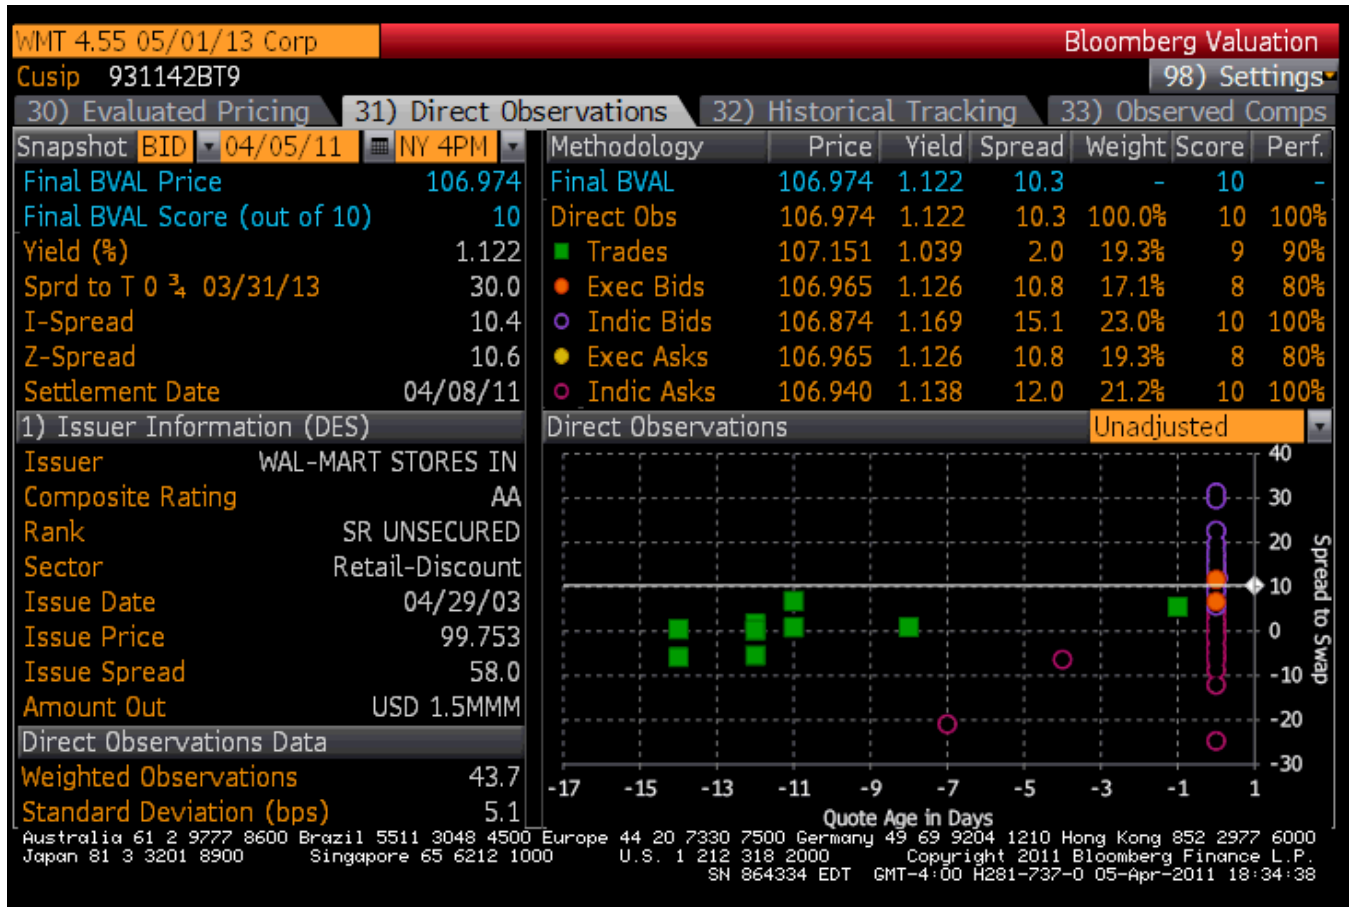 WMT 4.55 05/01/13 Corp Bloomberg Valuation
Cusip 931142BT9 98) Settings
30) Evaluated Pricing 31) Direct Observations 32) Historical Tracking 33) Observed Comps
Snapshot BID 04/05/11 NY 4PM
Final BVAL Price 106.974
Final BVAL Score (out of 10) 10
Yield (%) 1.122
Sprd to T 0 ¾ 03/31/13 30.0
I-Spread 10.4
Z-Spread 10.6
Settlement Date 04/08/11
Methodology Price Yield Spread Weight Score Perf.
Final BVAL 106.974 1.122 10.3 - 10 -
Direct Obs 106.974 1.122 10.3 100.0% 10 100%
Trades 107.151 1.039 2.0 19.3% 9 90%
Exec Bids 106.965 1.126 10.8 17.1% 8 80%
Indic Bids 106.874 1.169 15.1 23.0% 10 100%
Exec Asks 106.965 1.126 10.8 19.3% 8 80%
Indic Asks 106.940 1.138 12.0 21.2% 10 100%
1) Issuer Information (DES)
Issuer WAL-MART STORES IN
Composite Rating AA
Rank SR UNSECURED
Sector Retail-Discount
Issue Date 04/29/03
Issue Price 99.753
Issue Spread 58.0
Amount Out USD 1.5MMM
Direct Observations Data
Weighted Observations 43.7
Standard Deviation (bps) 5.1
Direct Observations Unadjusted
40
30
20
10
0
-10
-20
-30
Spread to Swap
-17 -15 -13 -11 -9 -7 -5 -3 -1 1
Quote Age in Days
Australia 61 2 9777 8600 Brazil 5511 3048 4500 Europe 44 20 7330 7500 Germany 49 69 9204 1210 Hong Kong 852 2977 6000
Japan 81 3 3201 8900 Singapore 65 6212 1000 U.S. 1 212 318 2000 Copyright 2011 Bloomberg Finance L.P.
SN 864334 EDT GMT-4:00 H281-737-0 05-Apr-2011 18:34:38